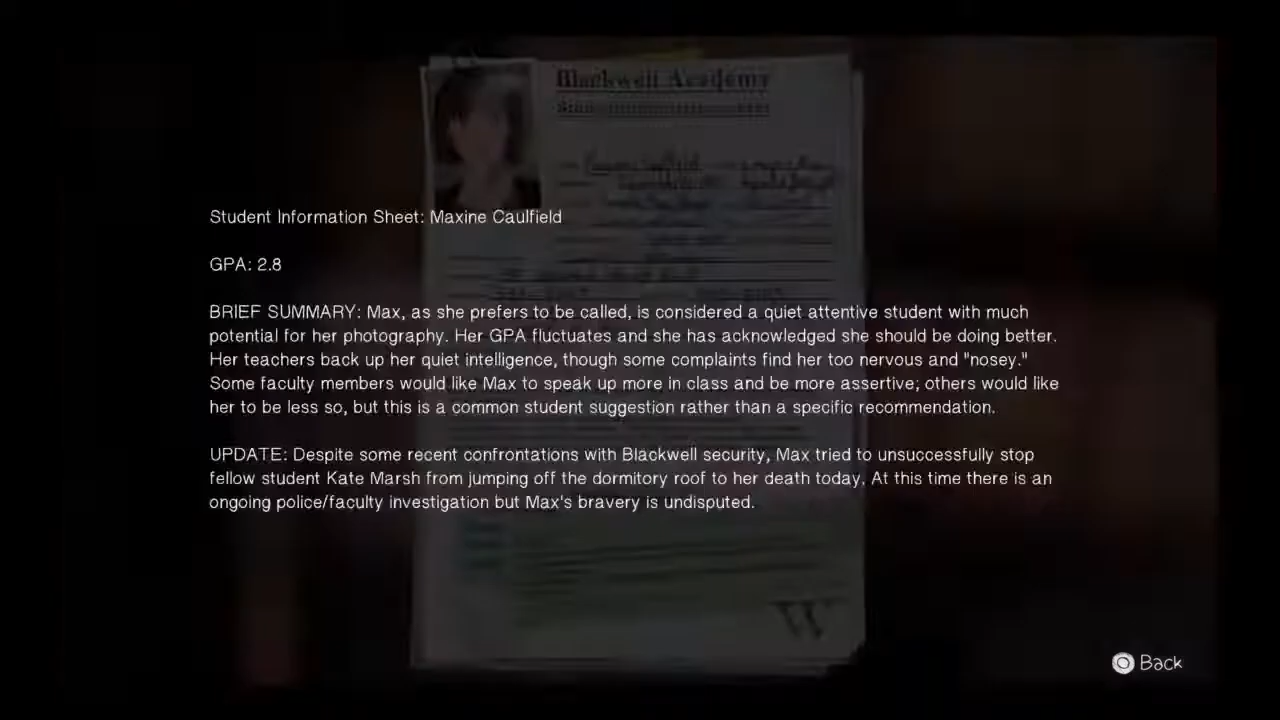 Blackwell Academy
Student Information Sheet: Maxine Caulfield
GPA: 2.8
BRIEF SUMMARY: Max, as she prefers to be called, is considered a quiet attentive student with much
potential for her photography. Her GPA fluctuates and she has acknowledged she should be doing better.
Her teachers back up her quiet intelligence, though some complaints find her too nervous and "nosey."
Some faculty members would like Max to speak up more in class and be more assertive; others would like
her to be less so, but this is a common student suggestion rather than a specific recommendation.
UPDATE: Despite some recent confrontations with Blackwell security, Max tried to unsuccessfully stop
fellow student Kate Marsh from jumping off the dormitory roof to her death today. At this time there is an
ongoing police/faculty investigation but Max's bravery is undisputed.
Back